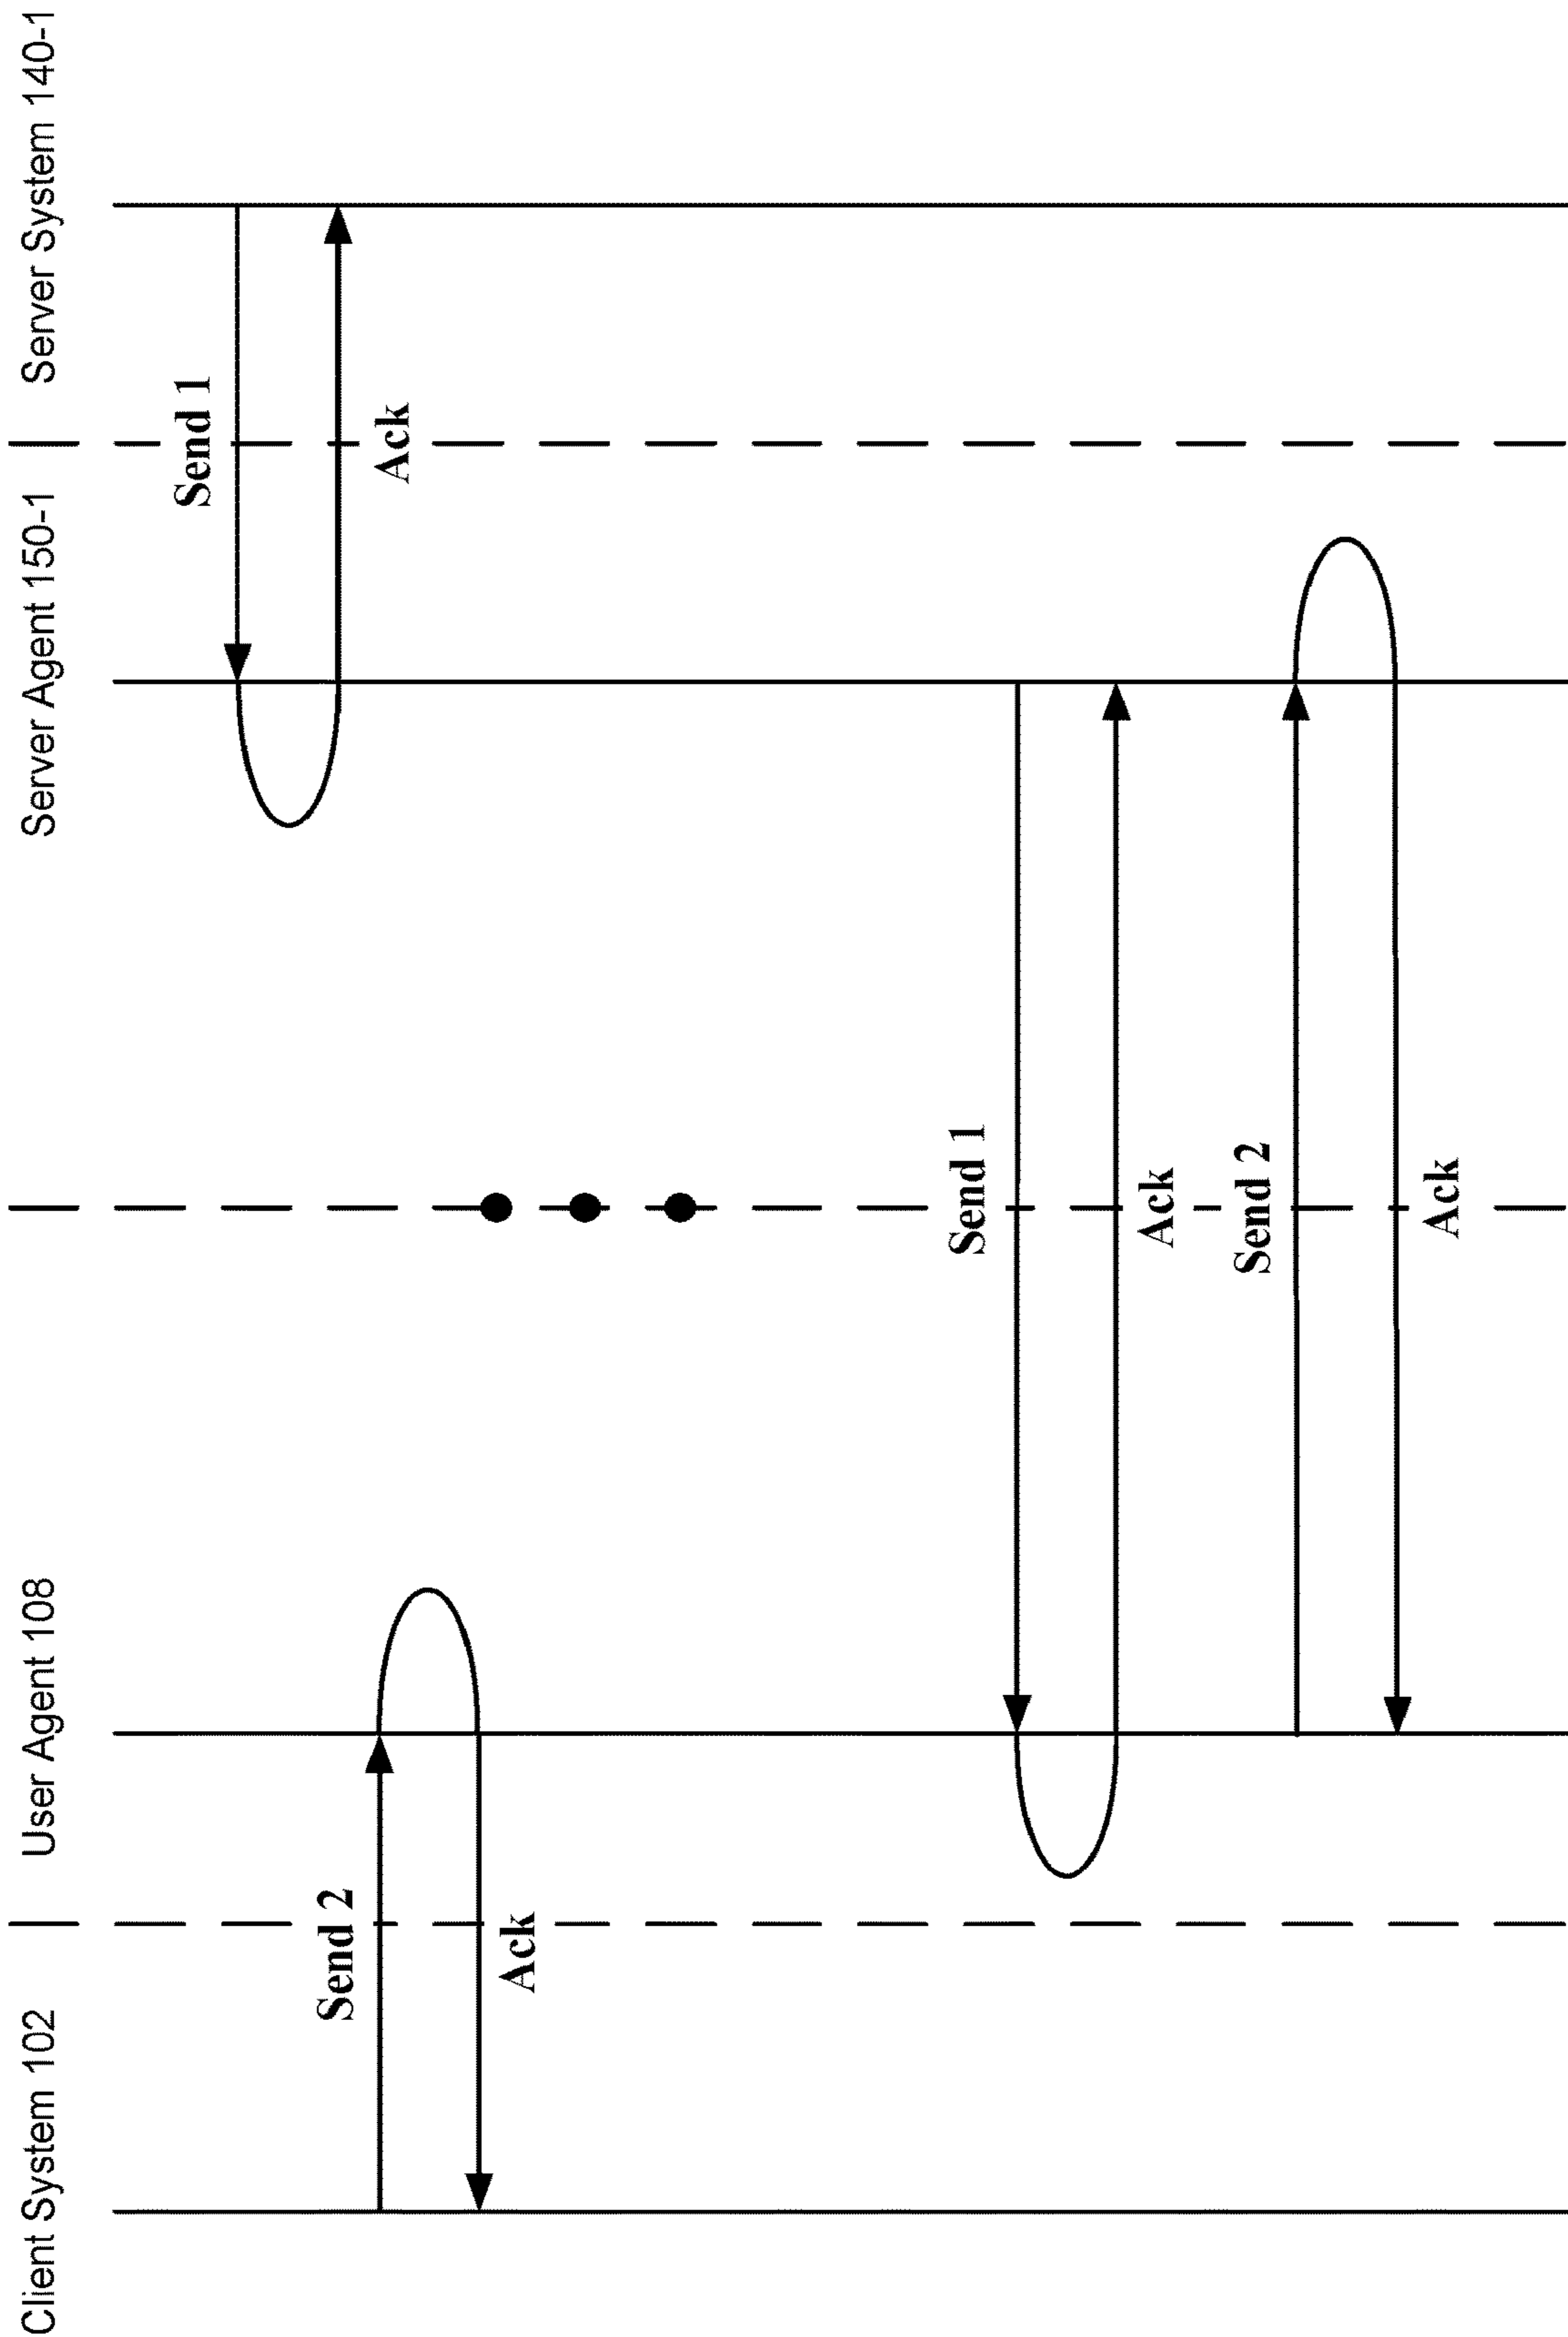 Client System 102
User Agent 108
Server Agent 150-1
Server System 140-1
Send 1
Ack
Send 2
Ack
Send 1
Ack
Send 2
Ack